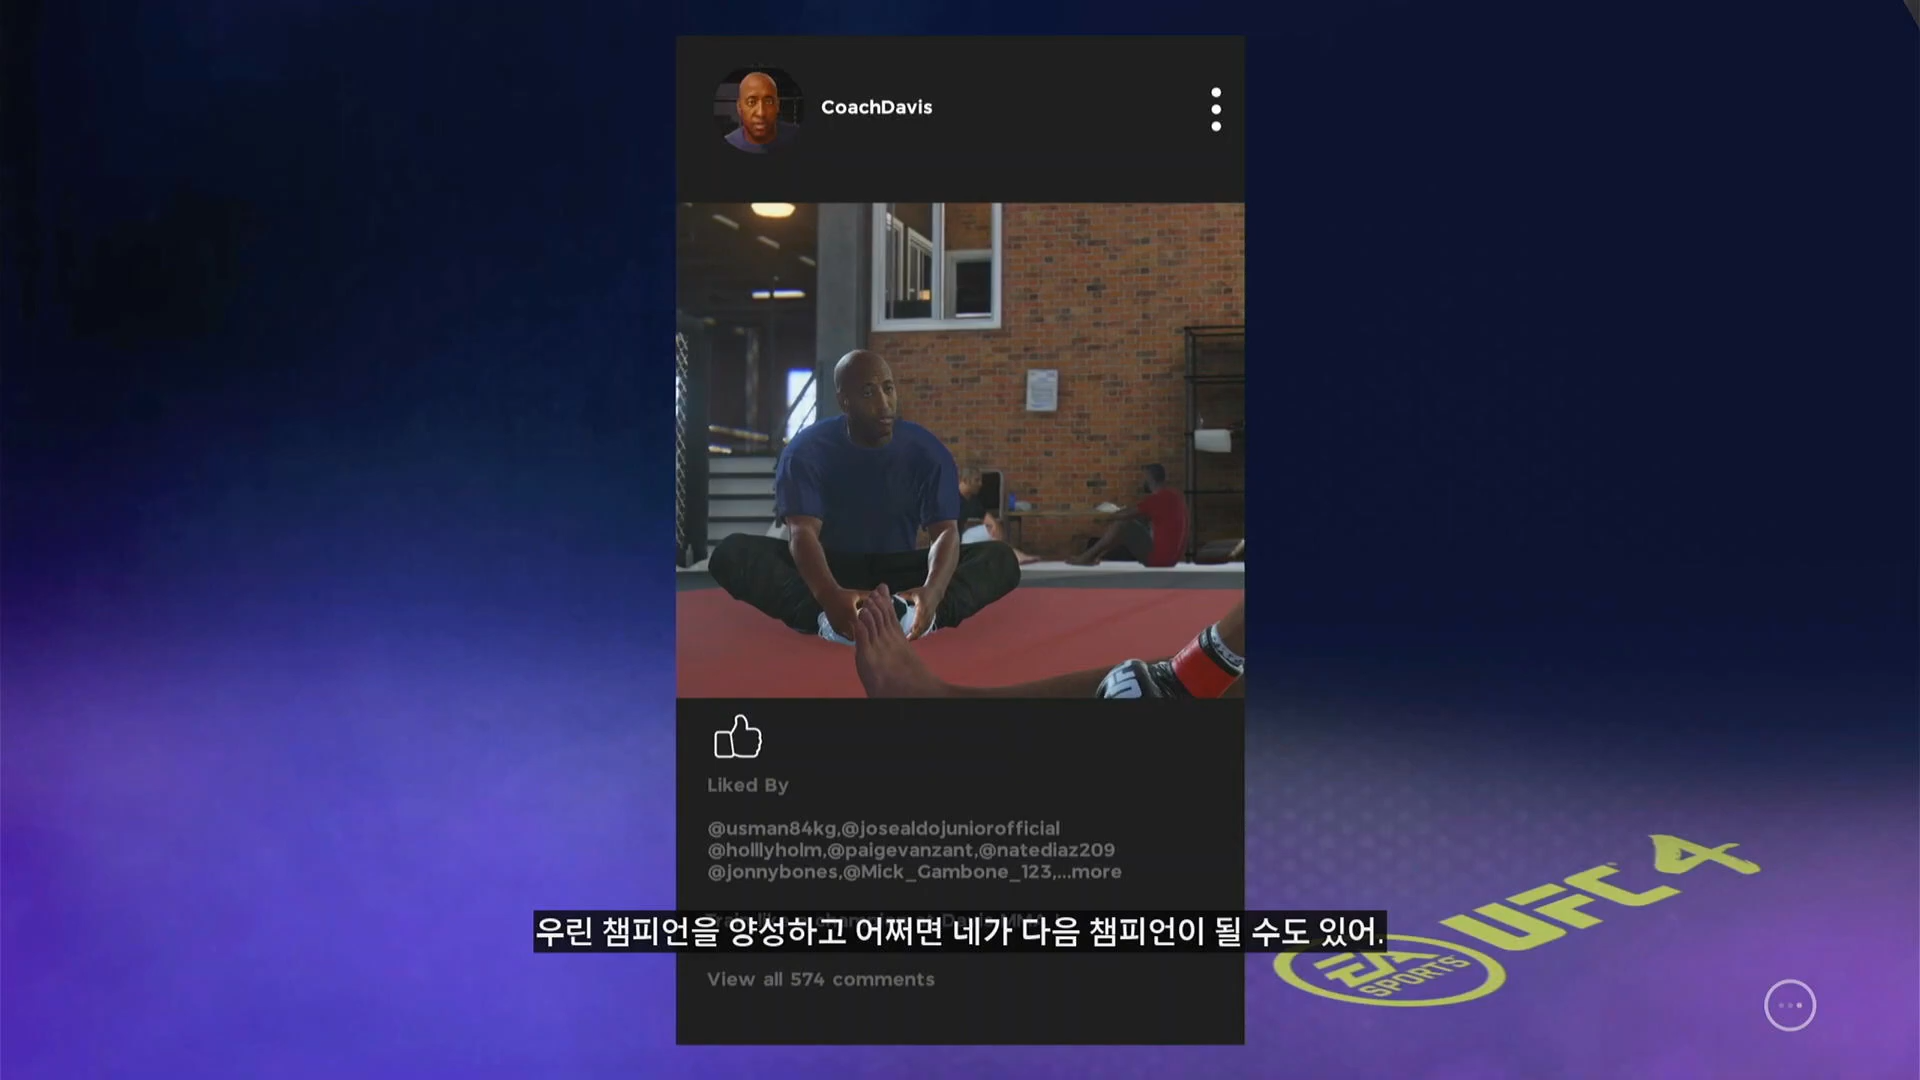 CoachDavis
Liked By
@usman84kg,@josealdojuniorofficial
@holllyholm,@paigevanzant,@natediaz209
@jonnybones,@Mick_Gambone_123,...more
우린 챔피언을 양성하고 어쩌면 네가 다음 챔피언이 될 수도 있어.
View all 574 comments
EA SPORTS UFC 4